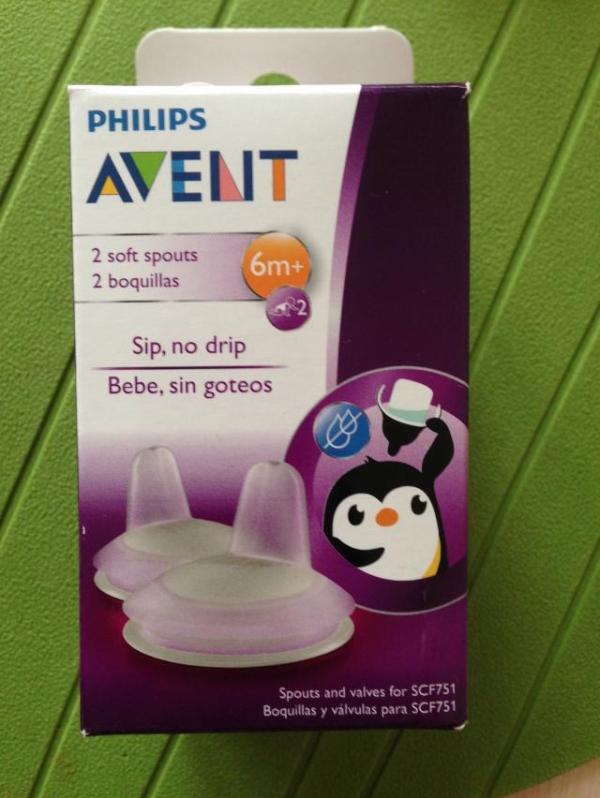 PHILIPS
AVENT
2 soft spouts
2 boquillas
6m+
2
Sip, no drip
Bebe, sin goteos
Spouts and valves for SCF751
Boquillas y válvulas para SCF751